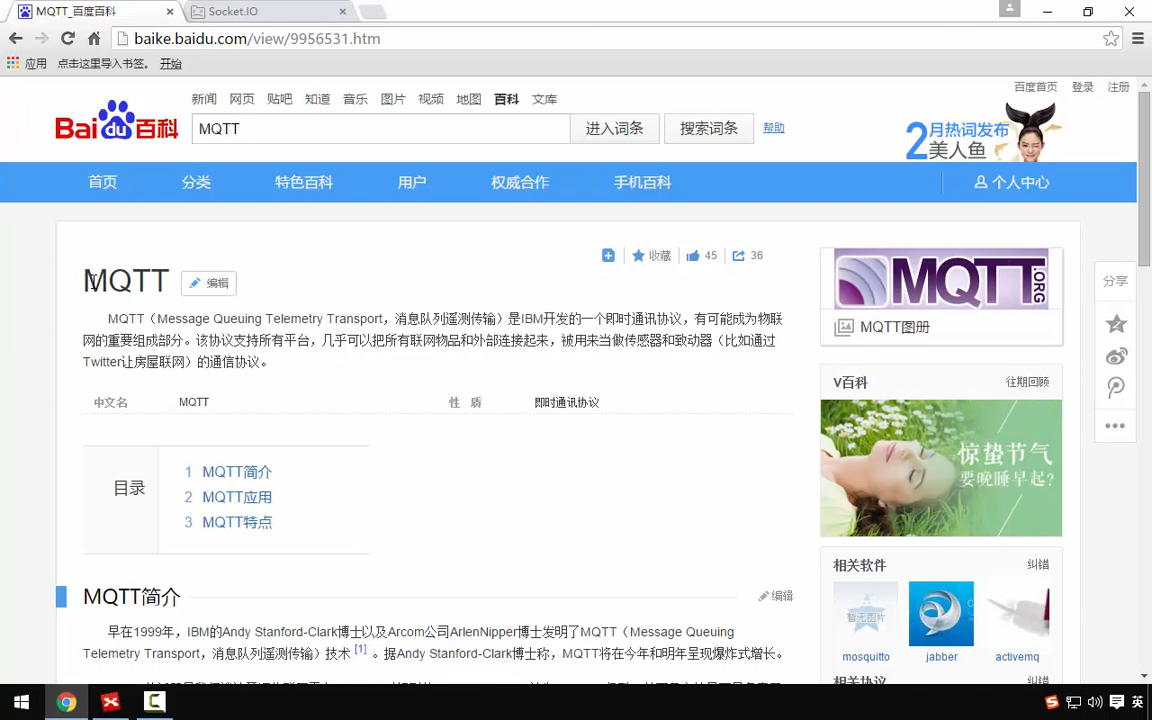 MQTT_百度百科
Socket.IO
baike.baidu.com/view/9956531.htm
应用 点击这里导入书签。 开始
百度首页 登录 注册
新闻 网页 贴吧 知道 音乐 图片 视频 地图 百科 文库
Bai du 百科
MQTT 进入词条 搜索词条 帮助
2月热词发布
美人鱼
首页 分类 特色百科 用户 权威合作 手机百科 个人中心
收藏 45 36
MQTT 编辑
MQTT（Message Queuing Telemetry Transport，消息队列遥测传输）是IBM开发的一个即时通讯协议，有可能成为物联
网的重要组成部分。该协议支持所有平台，几乎可以把所有联网物品和外部连接起来，被用来当做传感器和致动器（比如通过
Twitter让房屋联网）的通信协议。
中文名 MQTT 性 质 即时通讯协议
目录
1 MQTT简介
2 MQTT应用
3 MQTT特点
MQTT简介 编辑
早在1999年，IBM的Andy Stanford-Clark博士以及Arcom公司ArlenNipper博士发明了MQTT（Message Queuing
Telemetry Transport，消息队列遥测传输）技术 [1] 。据Andy Stanford-Clark博士称，MQTT将在今年和明年呈现爆炸式增长。
MQTT.ORG
MQTT图册
V百科 往期回顾
惊蛰节气
要晚睡早起?
相关软件 纠错
暂无图片
mosquitto jabber activemq
相关协议 纠错
分享
英